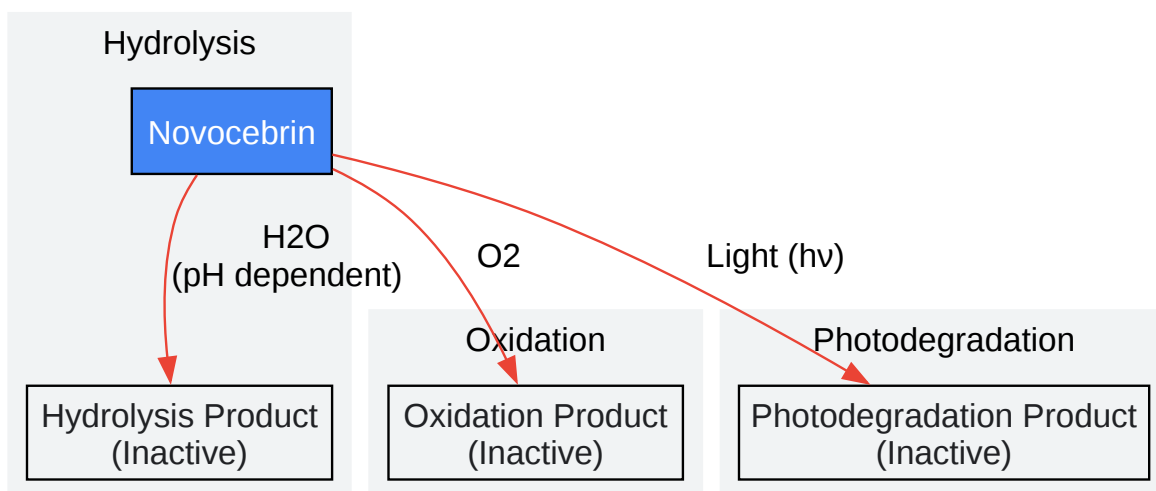 Hydrolysis
Novocebrin
H2O
(pH dependent)
O2
Light (hν)
Oxidation
Photodegradation
Hydrolysis Product
(Inactive)
Oxidation Product
(Inactive)
Photodegradation Product
(Inactive)